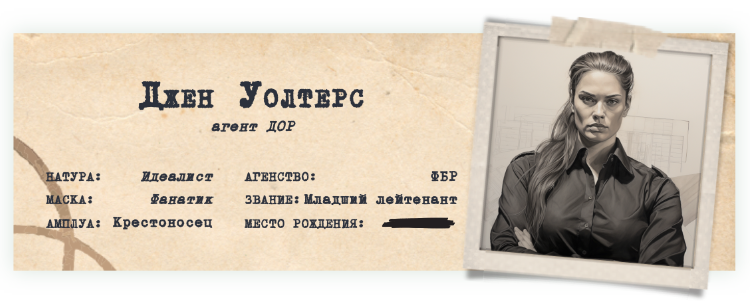 Джен Уолтерс
агент ДОР
НАТУРА: Идеалист АГЕНСТВО: ФБР
МАСКА: Фанатик ЗВАНИЕ: Младший лейтенант
АМПЛУА: Крестоносец МЕСТО РОЖДЕНИЯ: